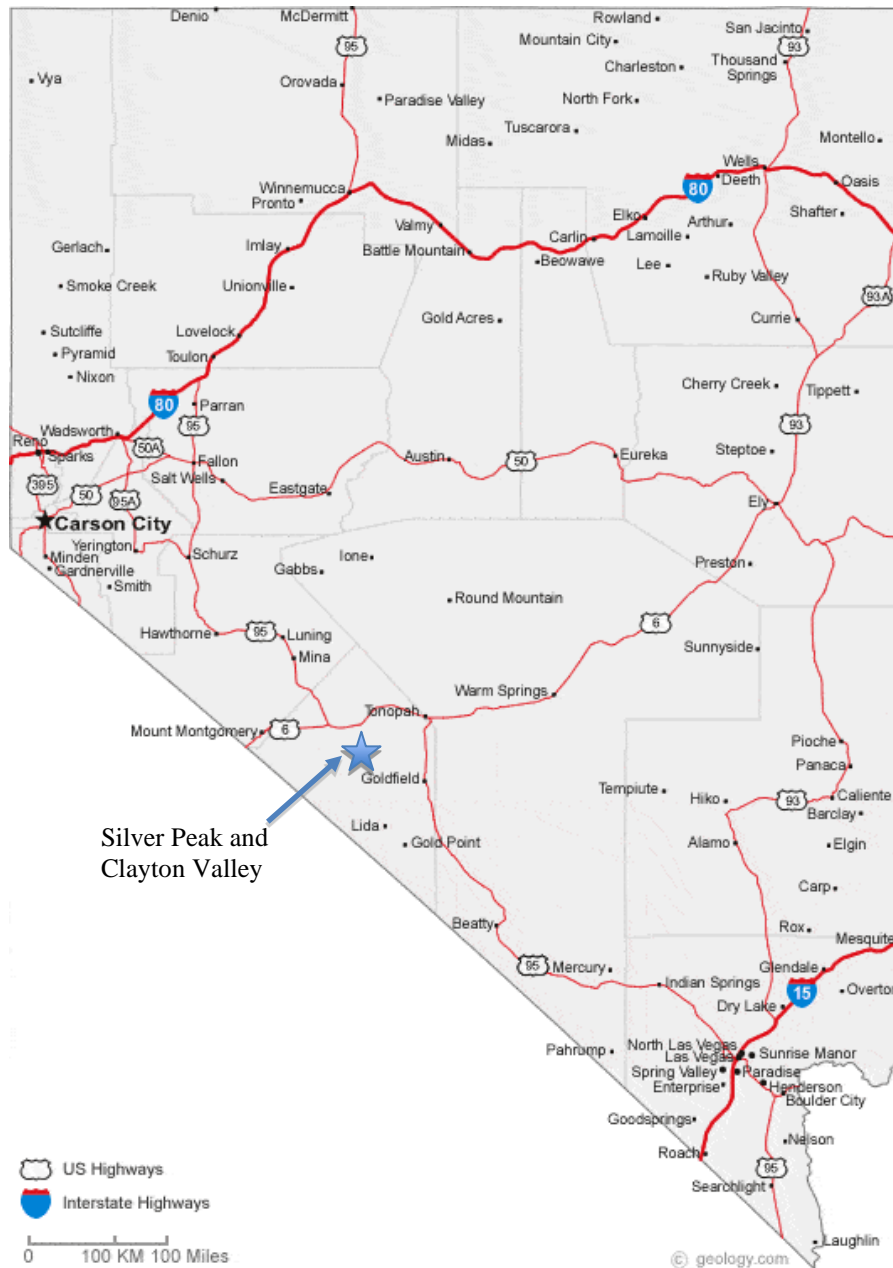 Denio
McDermitt
Rowland
San Jacinto
95
Mountain City
93
Vya
Orovada
Charleston
Thousand
Springs
Paradise Valley
North Fork
Tuscarora
Midas
Montello
Wells
Winnemucca
80
Deeth
Oasis
Pronto
Elko
Valmy
Arthur
Shafter
Gerlach
Imlay
Battle Mountain
Carlin
Lamoille
Beowawe
Lee
Ruby Valley
Smoke Creek
Unionville
93A
Sutcliffe
Lovelock
Gold Acres
Currie
Pyramid
Toulon
Nixon
Cherry Creek
Tippett
80
Parran
Wadsworth
95
93
Reno
Sparks
50A
Steptoe
Fallon
Austin
50
Eureka
395
50
95A
Salt Wells
Eastgate
Ely
Carson City
Yerington
Minden
Schurz
Ione
Gardnerville
Gabbs
Preston
Smith
Round Mountain
6
Hawthorne
95
Luning
Sunnyside
Mina
Warm Springs
Tonopah
Mount Montgomery
6
Pioche
Panaca
Goldfield
Tempiute
Hiko
93
Caliente
Barclay
Silver Peak and
Clayton Valley
Lida
Gold Point
Alamo
Elgin
Carp
Beatty
Rox
Mesquite
95
Mercury
Glendale
Indian Springs
15
Overton
Dry Lake
Pahrump
North Las Vegas
Las Vegas
Sunrise Manor
Spring Valley
Paradise
Enterprise
Henderson
Boulder City
Goodsprings
Nelson
Roach
95
Searchlight
US Highways
Interstate Highways
Laughlin
0 100 KM 100 Miles
© geology.com